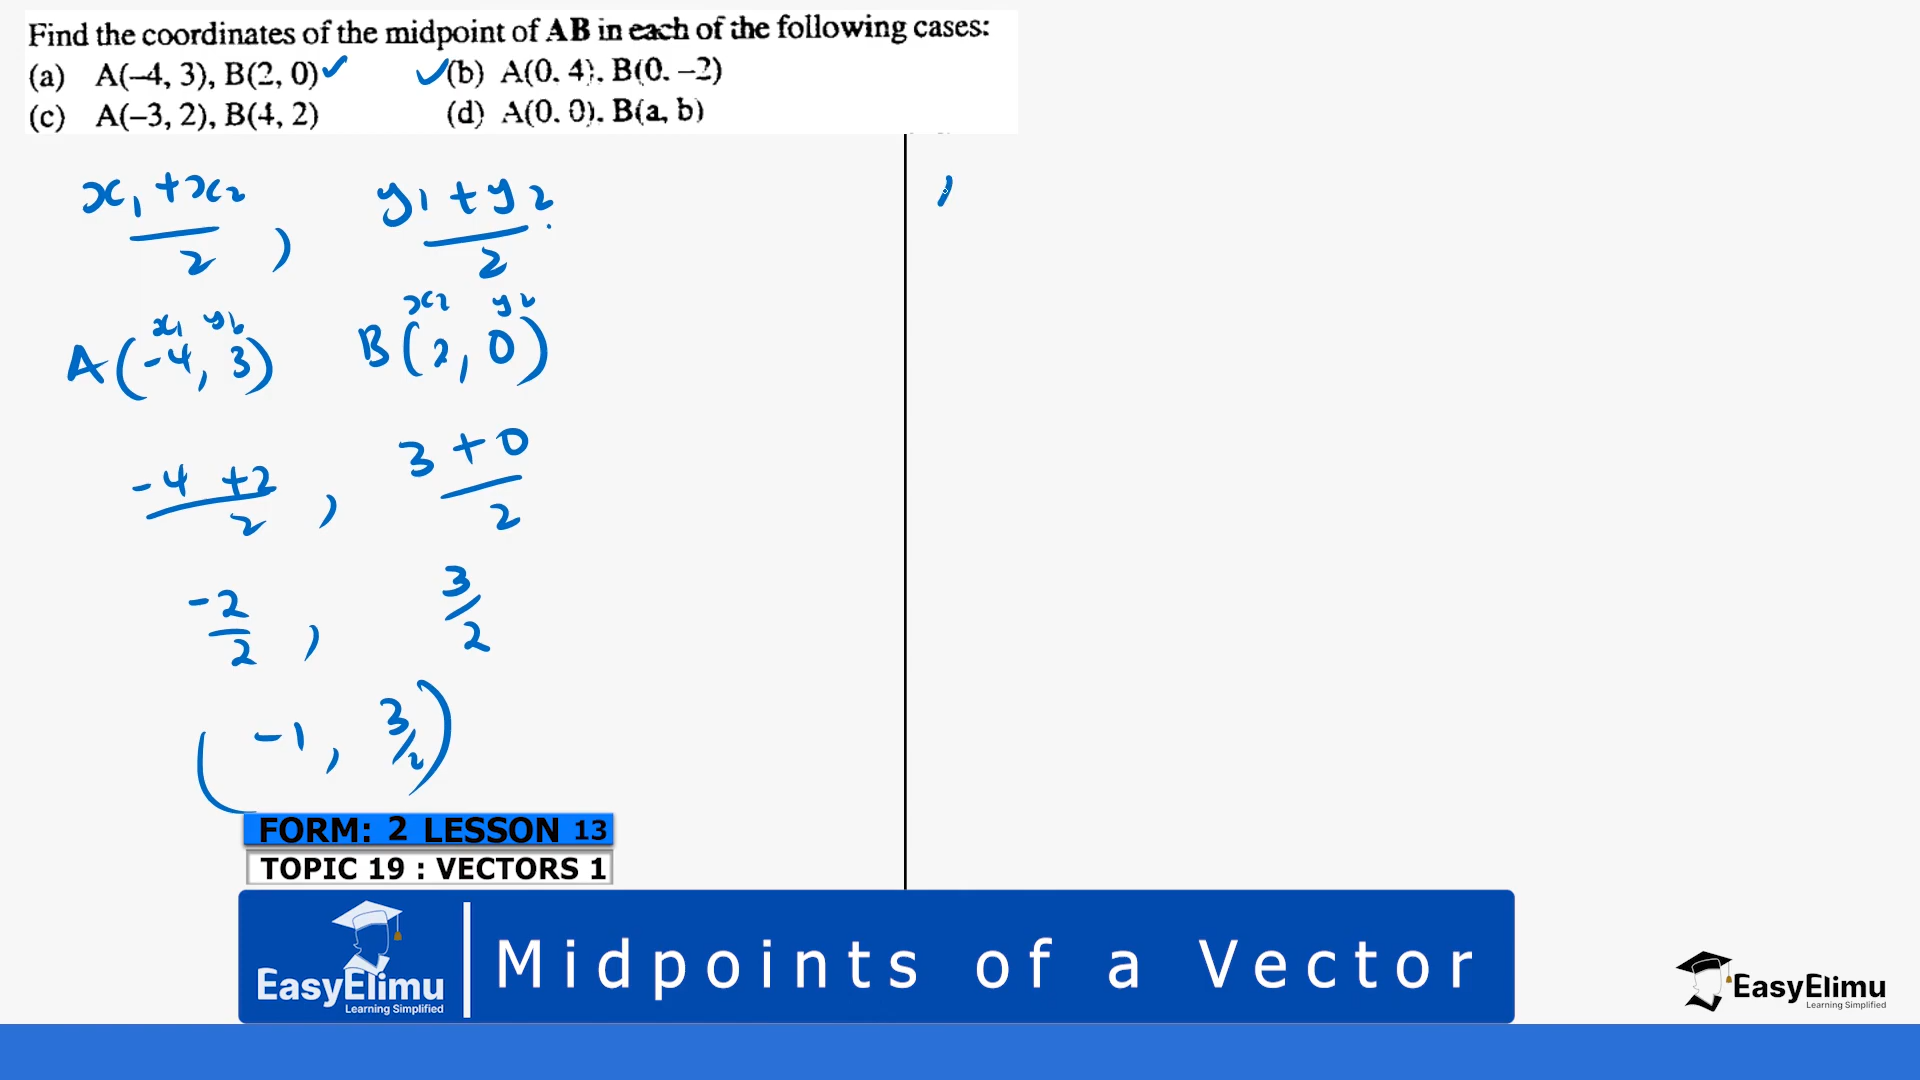 Find the coordinates of the midpoint of AB in each of the following cases:
(a) A(–4, 3), B(2, 0) ✓ ✓(b) A(0. 4). B(0. –2)
(c) A(–3, 2), B(4, 2) (d) A(0. 0). B(a, b)
x₁ + x₂ / 2 , y₁ + y₂ / 2
x₁ x₂ y₂
A(-4, 3) B(2, 0)
-4 +2 / 2 , 3 + 0 / 2
-2/2 , 3/2
(-1, 3/2)
FORM: 2 LESSON 13
TOPIC 19 : VECTORS 1
EasyElimu
Learning Simplified
Midpoints of a Vector
EasyElimu
Learning Simplified